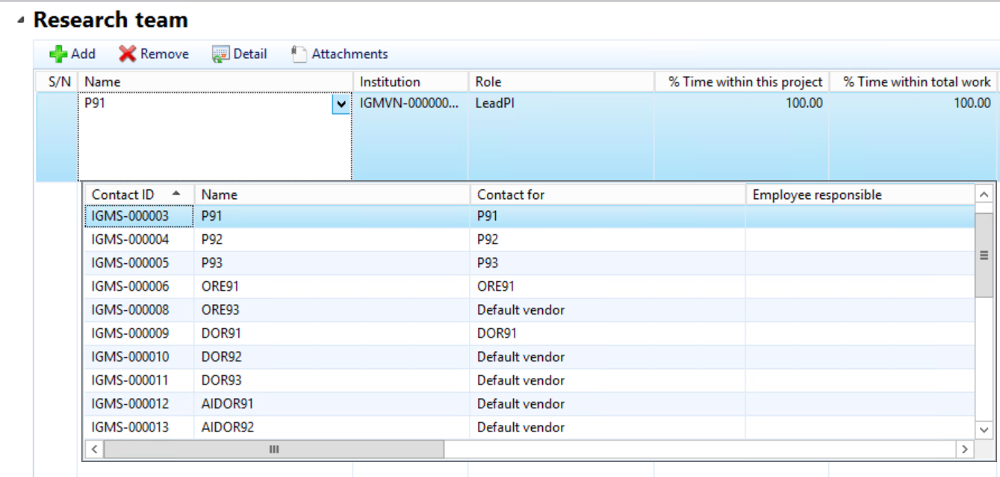 Research team
Add Remove Detail Attachments
S/N Name Institution Role % Time within this project % Time within total work
P91 IGMVN-000000... LeadPI 100.00 100.00
Contact ID Name Contact for Employee responsible
IGMS-000003 P91 P91
IGMS-000004 P92 P92
IGMS-000005 P93 P93
IGMS-000006 ORE91 ORE91
IGMS-000008 ORE93 Default vendor
IGMS-000009 DOR91 DOR91
IGMS-000010 DOR92 Default vendor
IGMS-000011 DOR93 Default vendor
IGMS-000012 AIDOR91 Default vendor
IGMS-000013 AIDOR92 Default vendor